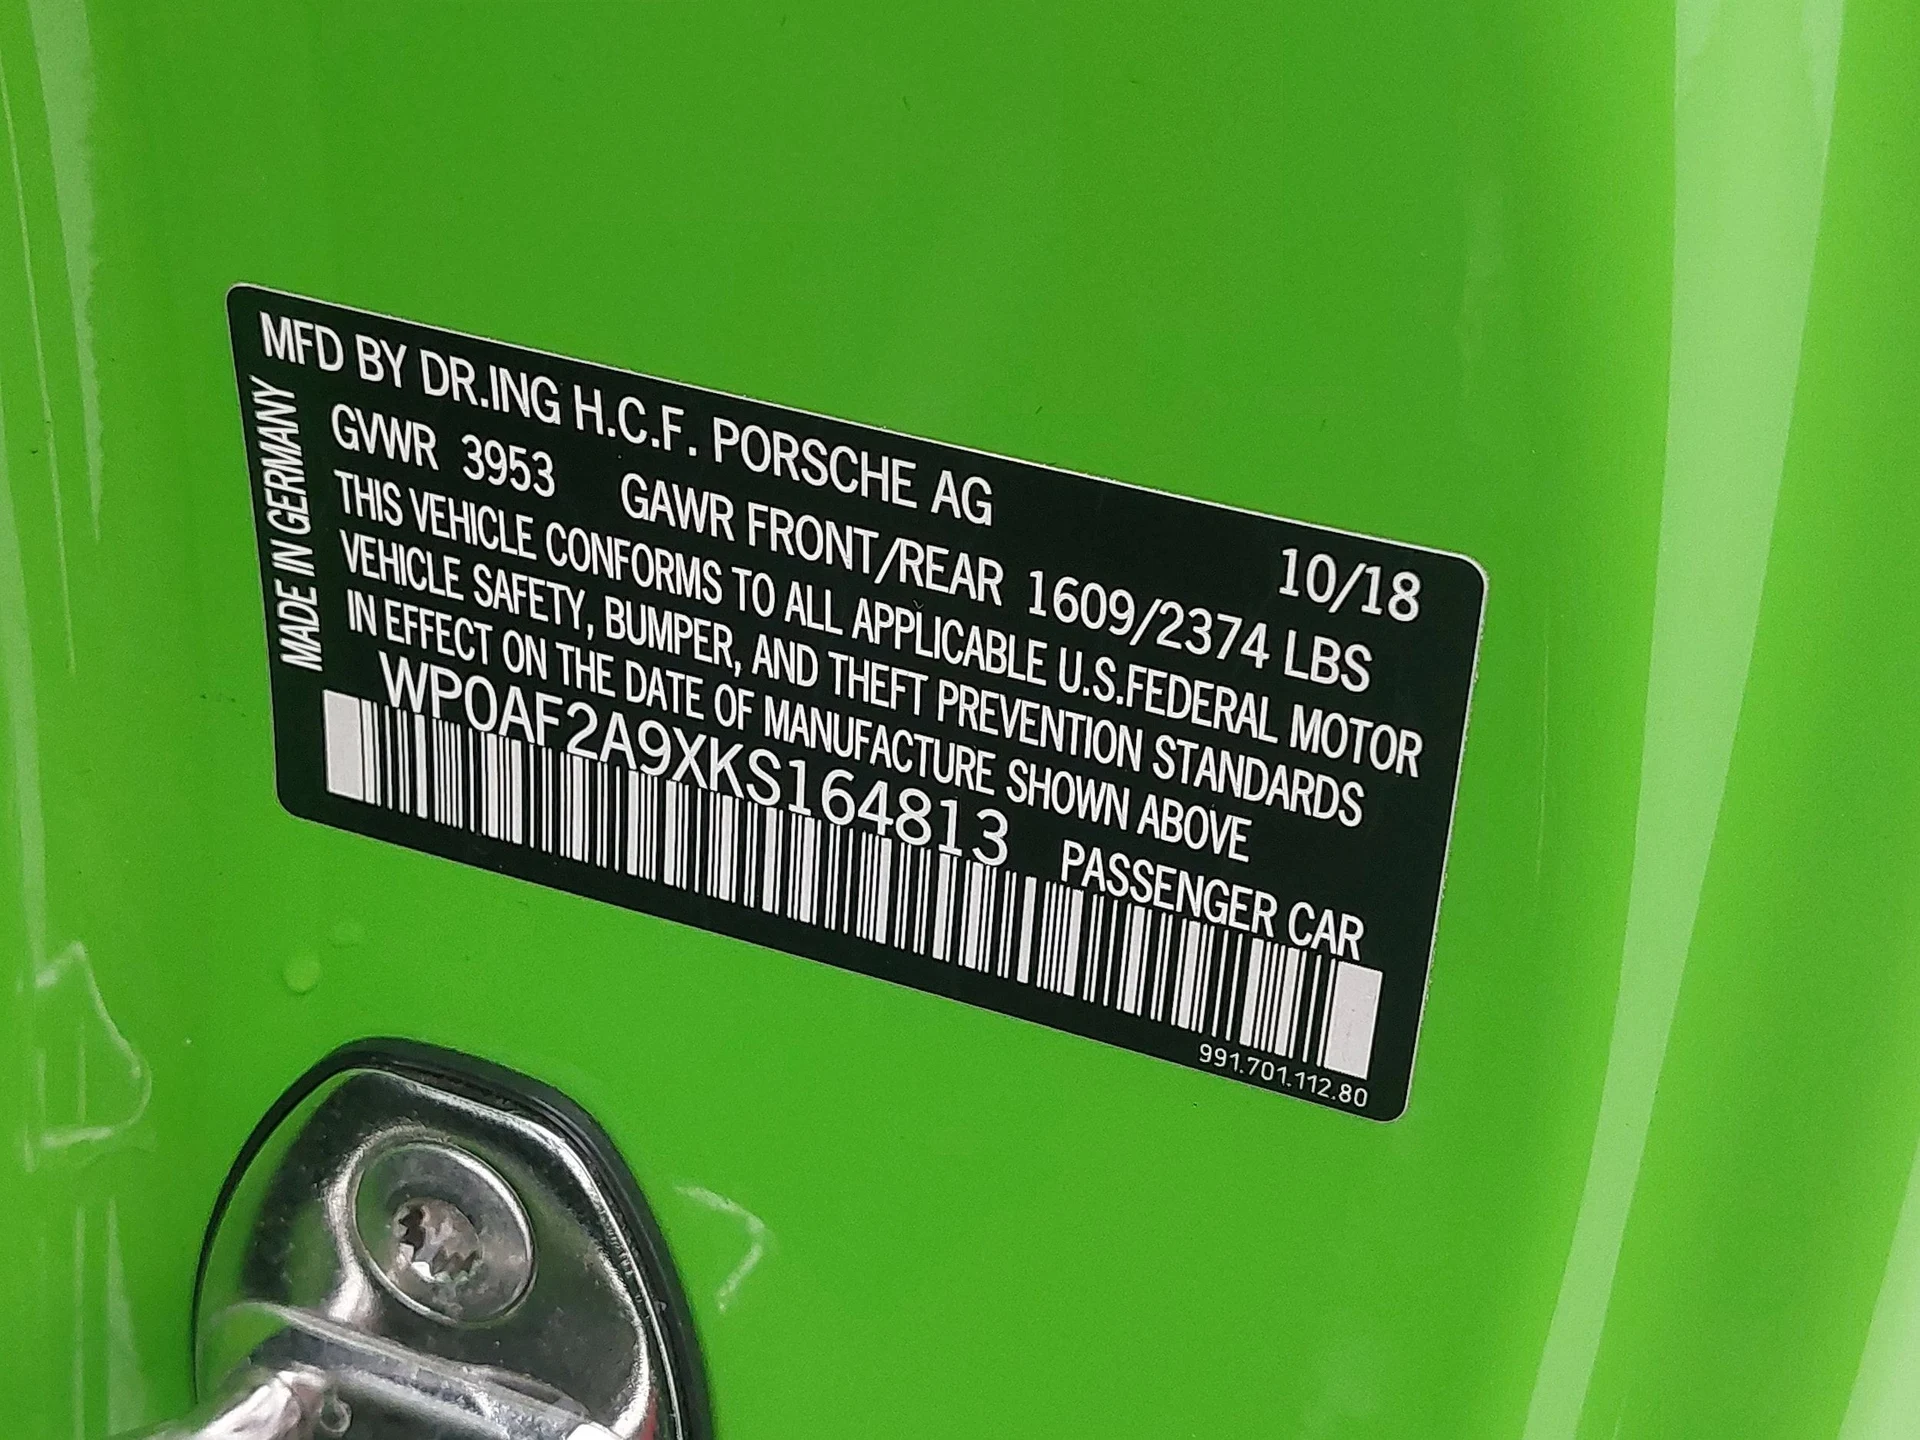 MFD BY DR.ING H.C.F. PORSCHE AG
10/18
GVWR 3953 GAWR FRONT/REAR 1609/2374 LBS
THIS VEHICLE CONFORMS TO ALL APPLICABLE U.S.FEDERAL MOTOR
VEHICLE SAFETY, BUMPER, AND THEFT PREVENTION STANDARDS
IN EFFECT ON THE DATE OF MANUFACTURE SHOWN ABOVE
WP0AF2A9XKS164813
PASSENGER CAR
991.701.112.80
MADE IN GERMANY